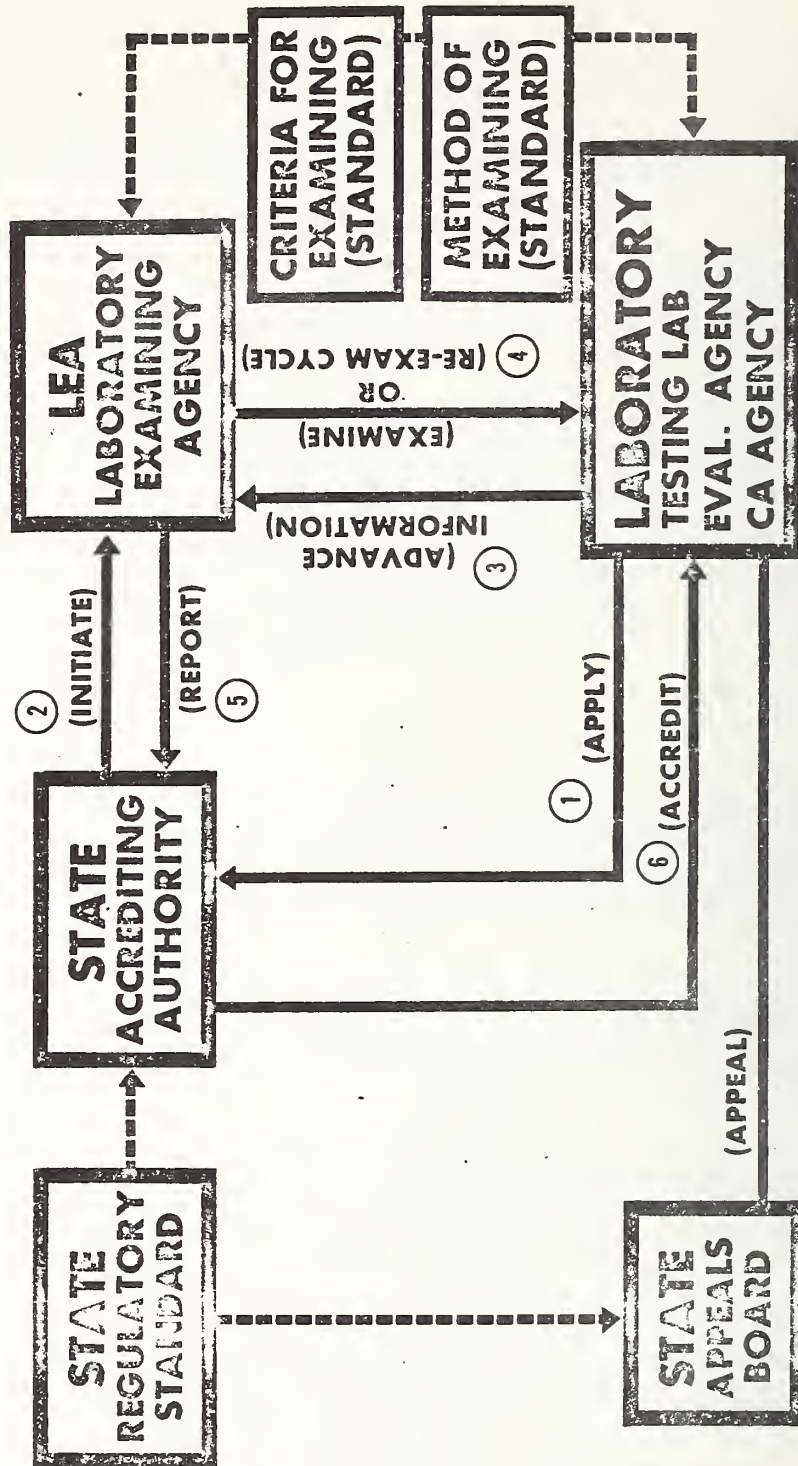 STATE
REGULATORY
STANDARD
STATE
ACCREDITING
AUTHORITY
2
(INITIATE)
(REPORT)
5
LEA
LABORATORY
EXAMINING
AGENCY
CRITERIA FOR
EXAMINING
(STANDARD)
METHOD OF
EXAMINING
(STANDARD)
(EXAMINE)
OR
(RE-EXAM CYCLE)
4
(ADVANCE
INFORMATION)
3
1
(APPLY)
6
(ACCREDIT)
LABORATORY
TESTING LAB
EVAL. AGENCY
CA AGENCY
(APPEAL)
STATE
APPEALS
BOARD